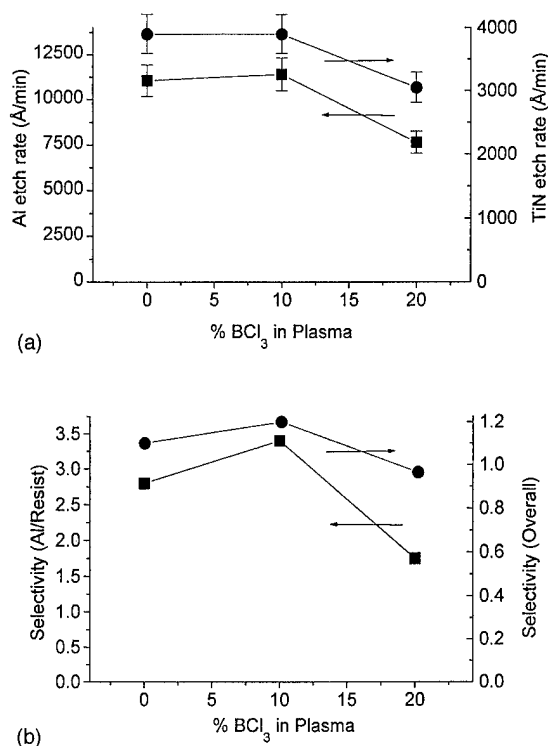 12500
10000
7500
5000
2500
0
Al etch rate (Å/min)
4000
3000
2000
1000
0
TiN etch rate (Å/min)
0 5 10 15 20
% BCl3 in Plasma
(a)
3.5
3.0
2.5
2.0
1.5
1.0
0.5
0.0
Selectivity (Al/Resist)
1.2
1.0
0.8
0.6
0.4
0.2
0.0
Selectivity (Overall)
0 5 10 15 20
% BCl3 in Plasma
(b)